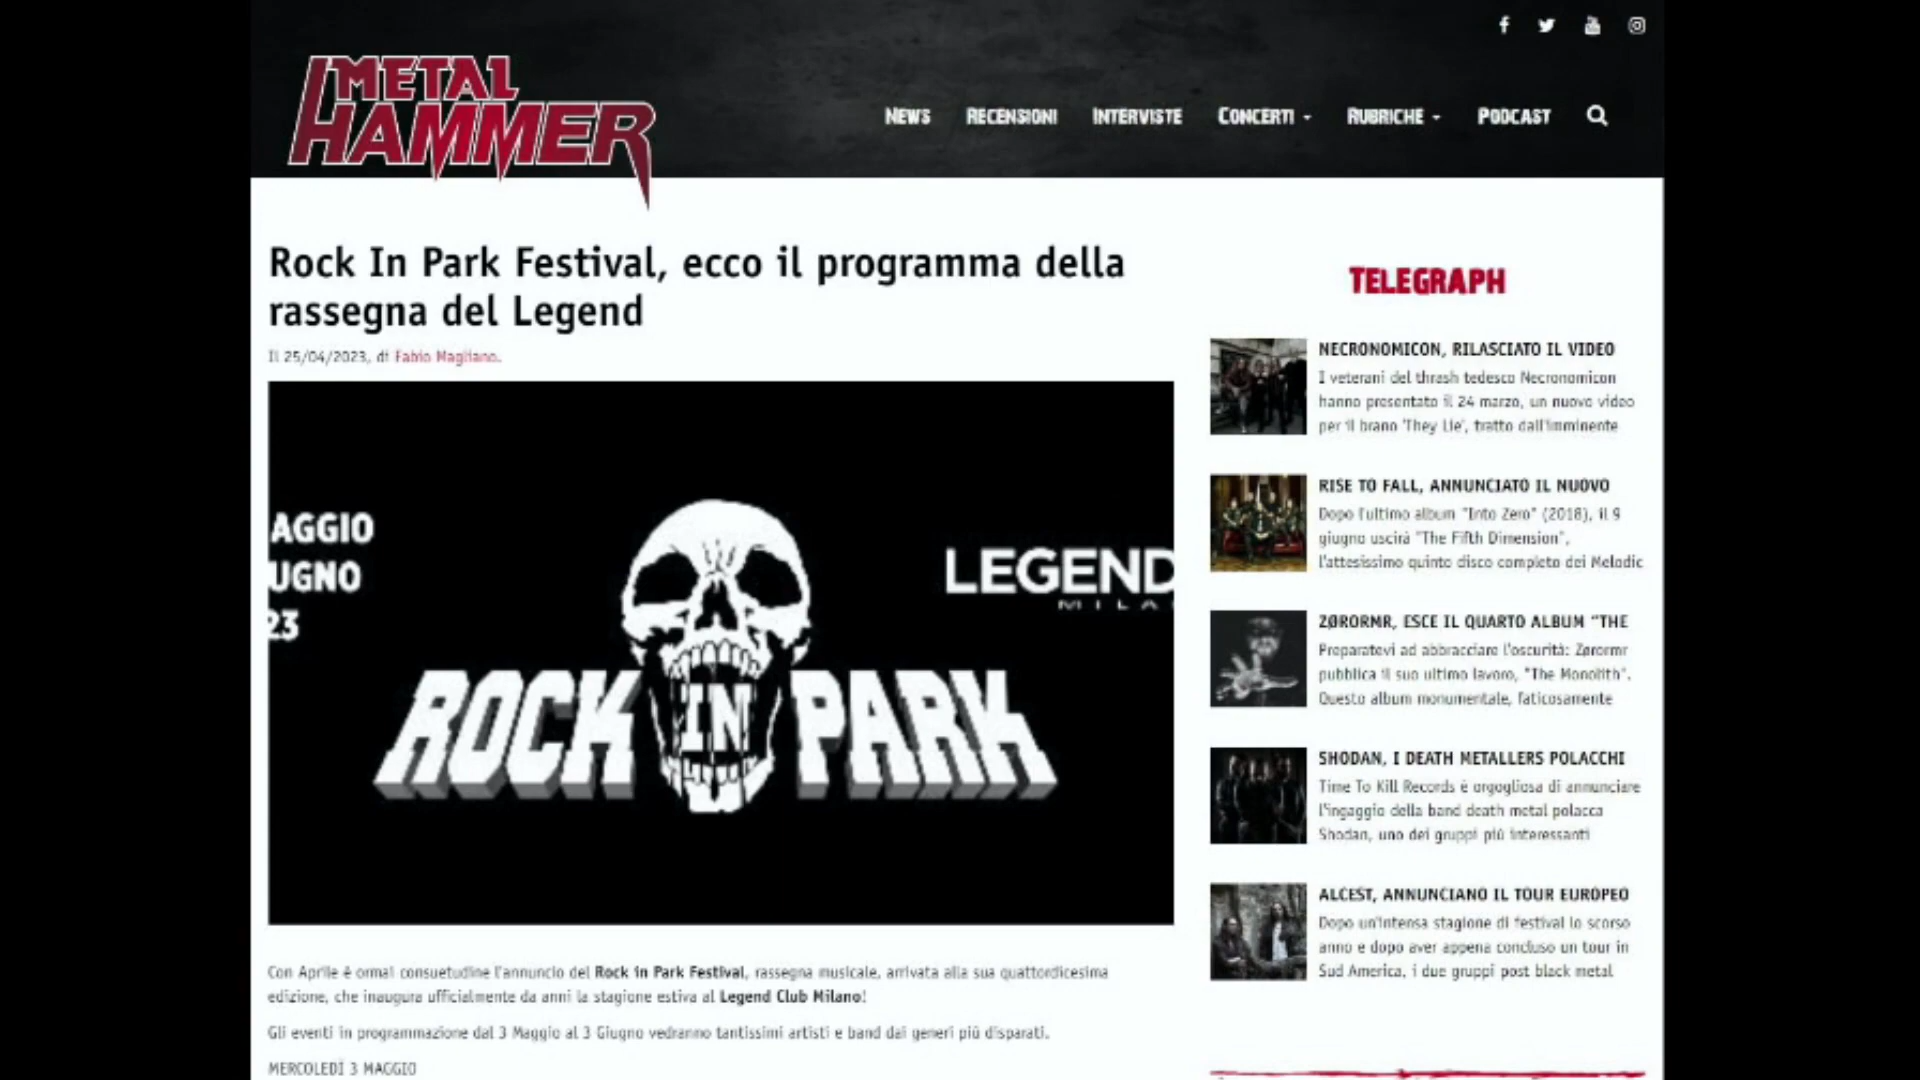 METAL
HAMMER
NEWS RECENSIONI INTERVISTE CONCERTI RUBRICHE PODCAST
Rock In Park Festival, ecco il programma della
rassegna del Legend
Il 25/04/2023, di Fabio Magliano.
AGGIO
UGNO
23
LEGEND
MILA
ROCK IN PARK
Con Aprile è ormai consuetudine l'annuncio del Rock in Park Festival, rassegna musicale, arrivata alla sua quattordicesima
edizione, che inaugura ufficialmente da anni la stagione estiva al Legend Club Milano!
Gli eventi in programmazione dal 3 Maggio al 3 Giugno vedranno tantissimi artisti e band dai generi più disparati.
MERCOLEDÌ 3 MAGGIO
TELEGRAPH
NECRONOMICON, RILASCIATO IL VIDEO
I veterani del thrash tedesco Necronomicon
hanno presentato il 24 marzo, un nuovo video
per il brano 'They Lie', tratto dall'imminente
RISE TO FALL, ANNUNCIATO IL NUOVO
Dopo l'ultimo album "Into Zero" (2018), il 9
giugno uscirà "The Fifth Dimension",
l'attesissimo quinto disco completo dei Melodic
ZØRORMR, ESCE IL QUARTO ALBUM “THE
Preparatevi ad abbracciare l'oscurità: Zørormr
pubblica il suo ultimo lavoro, "The Monolith".
Questo album monumentale, faticosamente
SHODAN, I DEATH METALLERS POLACCHI
Time To Kill Records è orgogliosa di annunciare
l'ingaggio della band death metal polacca
Shodan, uno dei gruppi più interessanti
ALCEST, ANNUNCIANO IL TOUR EUROPEO
Dopo un'intensa stagione di festival lo scorso
anno e dopo aver appena concluso un tour in
Sud America, i due gruppi post black metal